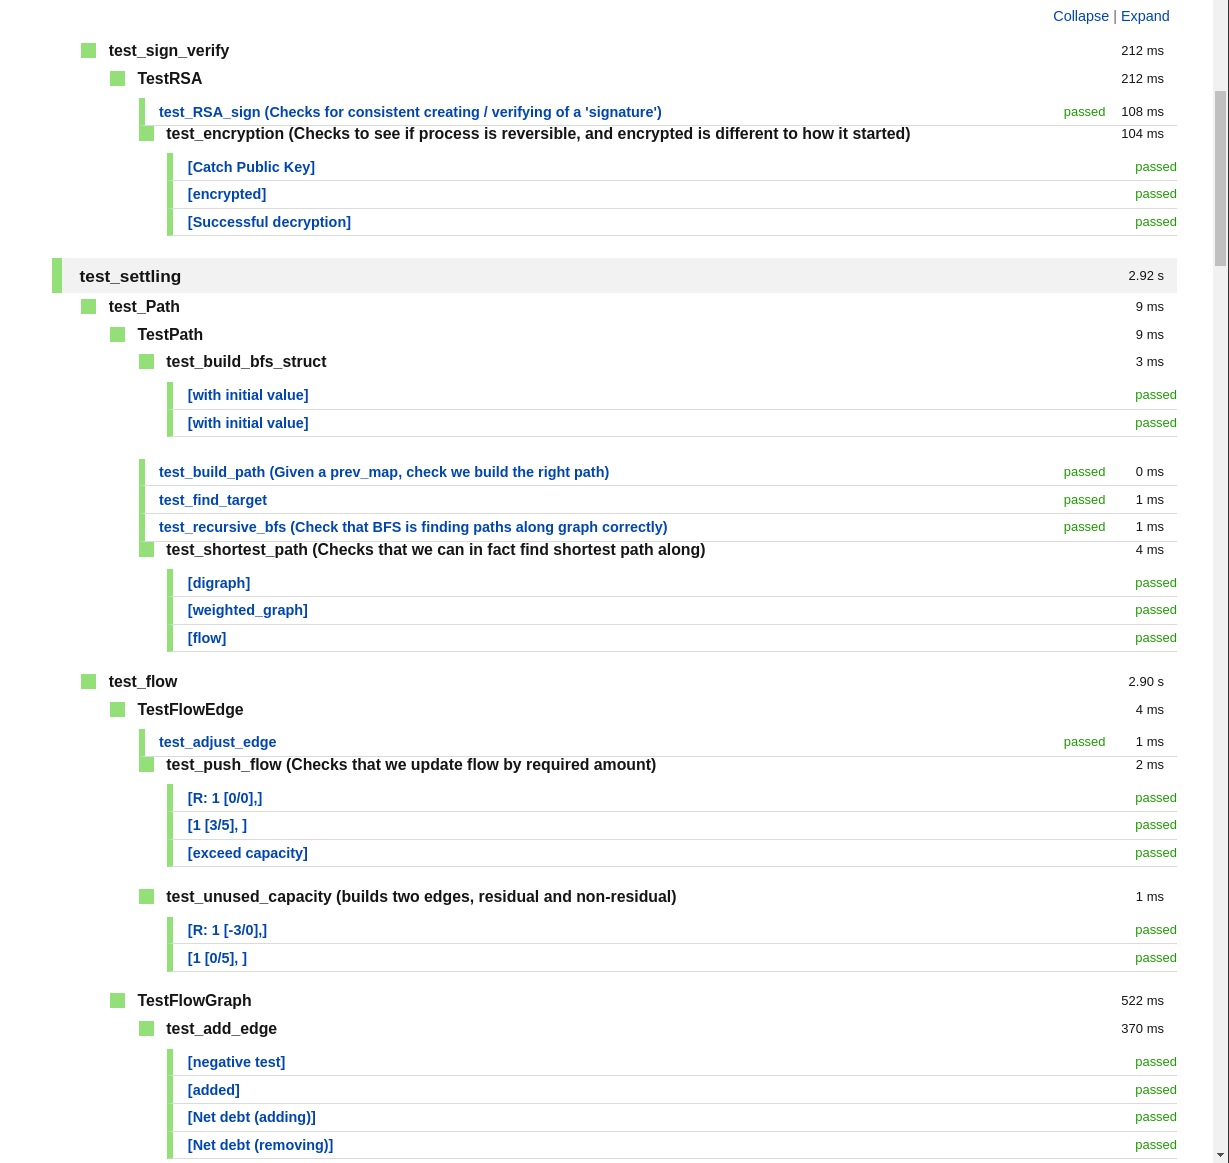 Collapse | Expand
test_sign_verify 212 ms
TestRSA 212 ms
test_RSA_sign (Checks for consistent creating / verifying of a 'signature') passed 108 ms
test_encryption (Checks to see if process is reversible, and encrypted is different to how it started) 104 ms
[Catch Public Key] passed
[encrypted] passed
[Successful decryption] passed
test_settling 2.92 s
test_Path 9 ms
TestPath 9 ms
test_build_bfs_struct 3 ms
[with initial value] passed
[with initial value] passed
test_build_path (Given a prev_map, check we build the right path) passed 0 ms
test_find_target passed 1 ms
test_recursive_bfs (Check that BFS is finding paths along graph correctly) passed 1 ms
test_shortest_path (Checks that we can in fact find shortest path along) 4 ms
[digraph] passed
[weighted_graph] passed
[flow] passed
test_flow 2.90 s
TestFlowEdge 4 ms
test_adjust_edge passed 1 ms
test_push_flow (Checks that we update flow by required amount) 2 ms
[R: 1 [0/0],] passed
[1 [3/5], ] passed
[exceed capacity] passed
test_unused_capacity (builds two edges, residual and non-residual) 1 ms
[R: 1 [-3/0],] passed
[1 [0/5], ] passed
TestFlowGraph 522 ms
test_add_edge 370 ms
[negative test] passed
[added] passed
[Net debt (adding)] passed
[Net debt (removing)] passed